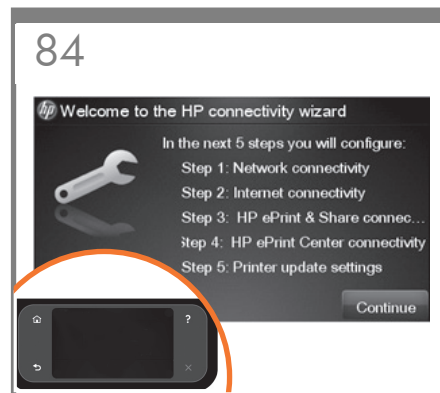 84
hp Welcome to the HP connectivity wizard
In the next 5 steps you will configure:
Step 1: Network connectivity
Step 2: Internet connectivity
Step 3: HP ePrint & Share connec...
Step 4: HP ePrint Center connectivity
Step 5: Printer update settings
Continue
?